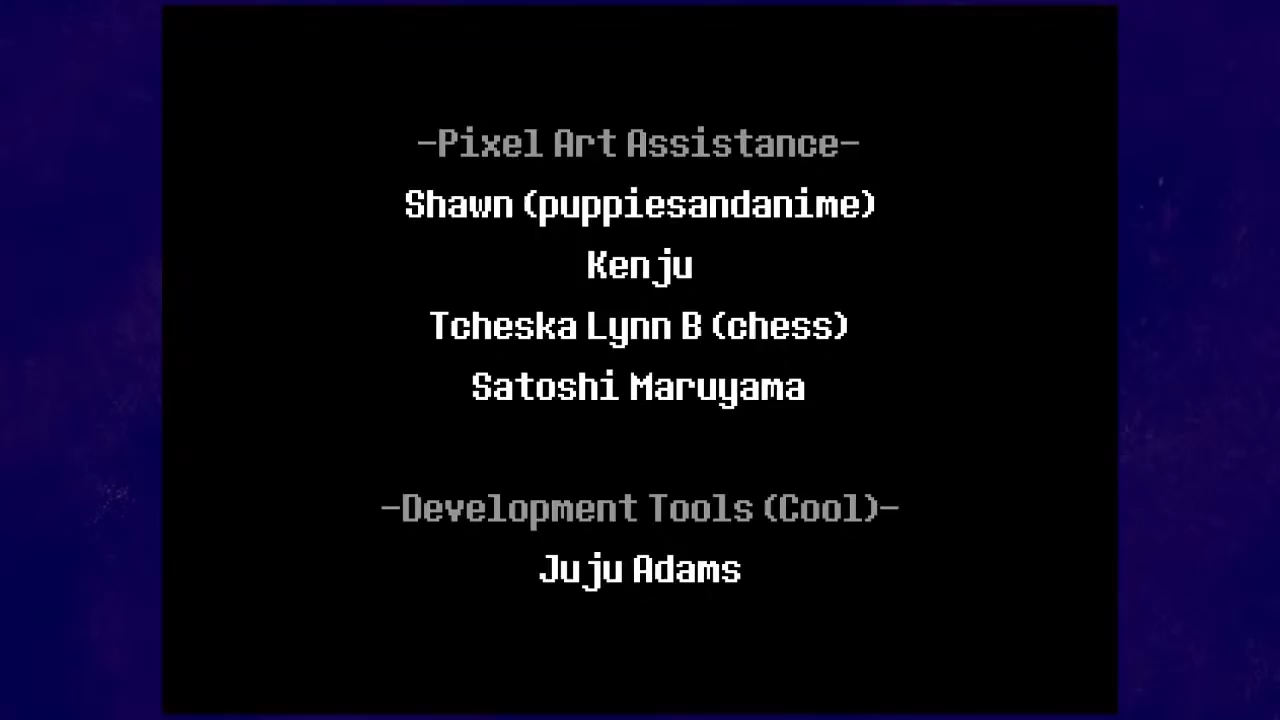 -Pixel Art Assistance-
Shawn (puppiesandanime)
Kenju
Tcheska Lynn B (chess)
Satoshi Maruyama
-Development Tools (Cool)-
Juju Adams